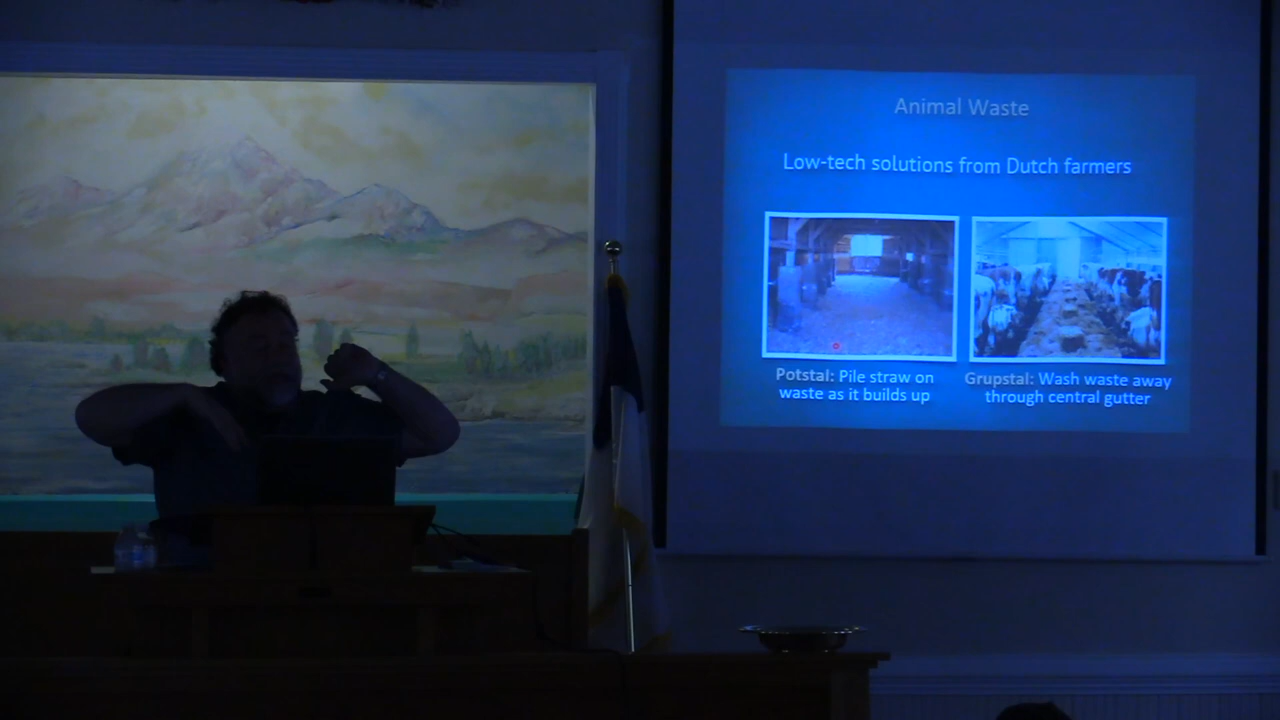 Animal Waste
Low-tech solutions from Dutch farmers
Potstal: Pile straw on
waste as it builds up
Grupstal: Wash waste away
through central gutter